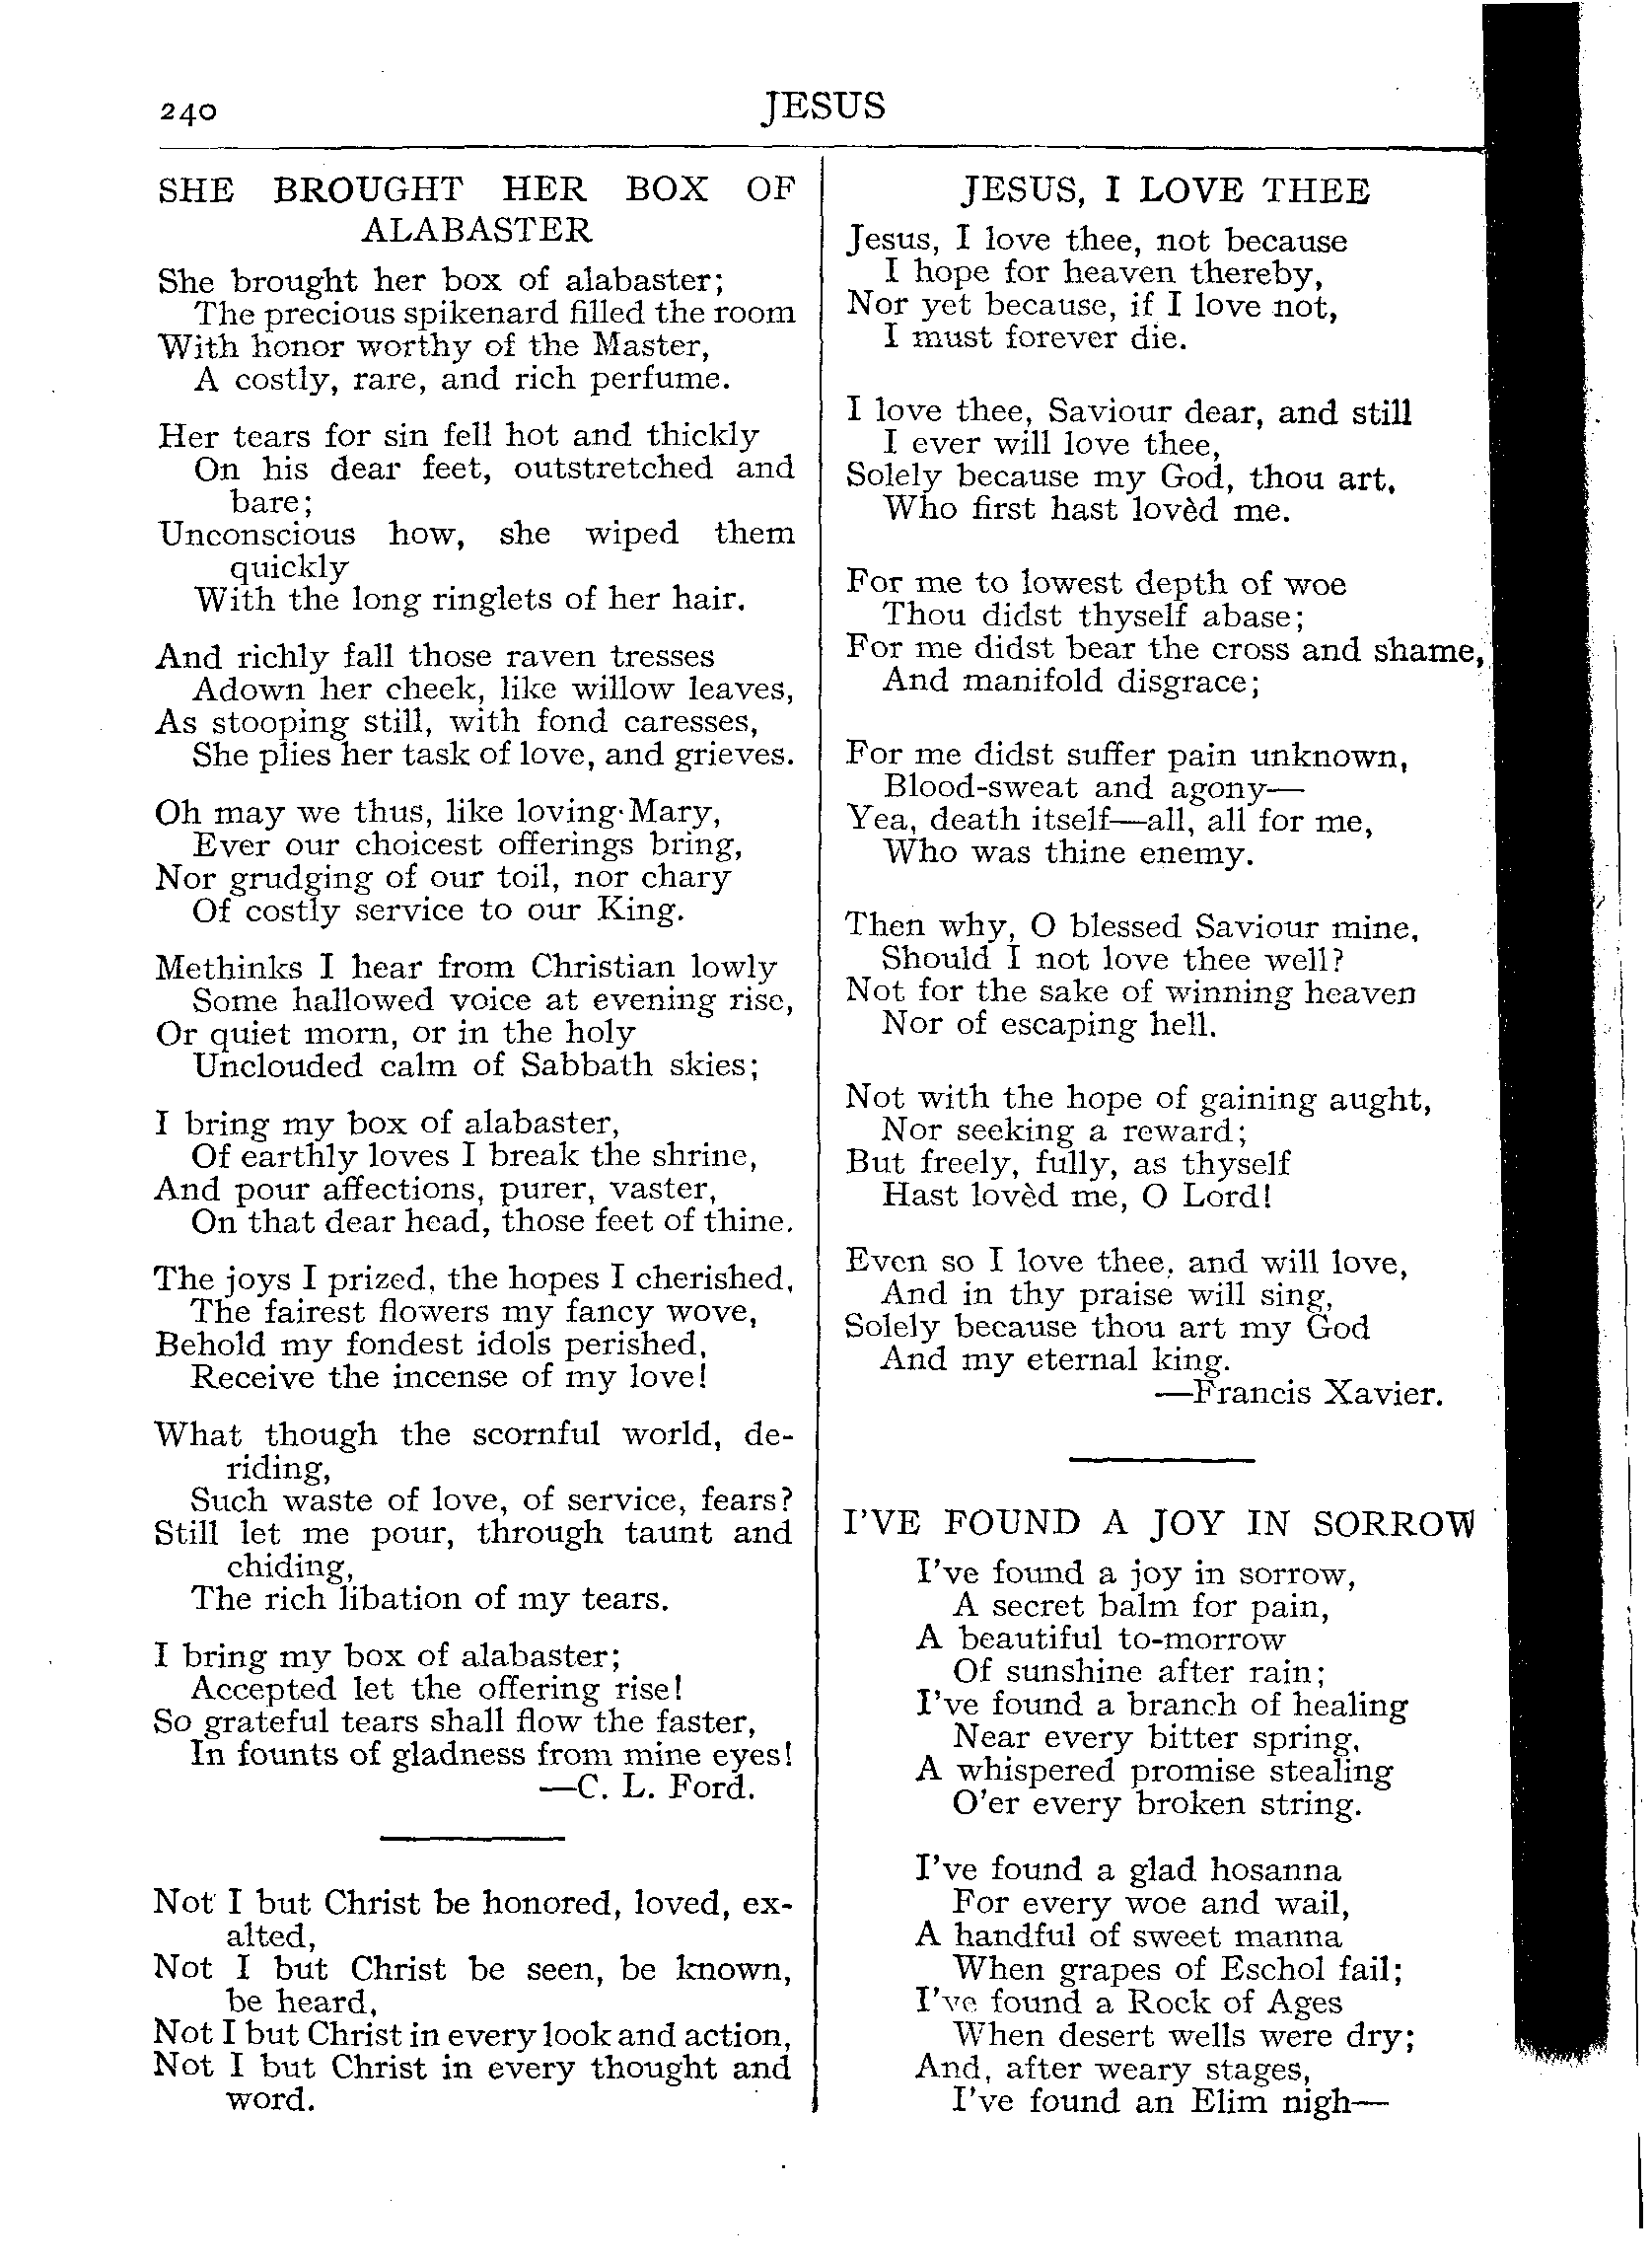 240
JESUS
SHE BROUGHT HER BOX OF
ALABASTER
She brought her box of alabaster;
The precious spikenard filled the room
With honor worthy of the Master,
A costly, rare, and rich perfume.
Her tears for sin fell hot and thickly
On his dear feet, outstretched and
bare;
Unconscious how, she wiped them
quickly
With the long ringlets of her hair.
And richly fall those raven tresses
Adown her cheek, like willow leaves,
As stooping still, with fond caresses,
She plies her task of love, and grieves.
Oh may we thus, like loving Mary,
Ever our choicest offerings bring,
Nor grudging of our toil, nor chary
Of costly service to our King.
Methinks I hear from Christian lowly
Some hallowed voice at evening rise,
Or quiet morn, or in the holy
Unclouded calm of Sabbath skies;
I bring my box of alabaster,
Of earthly loves I break the shrine,
And pour affections, purer, vaster,
On that dear head, those feet of thine.
The joys I prized, the hopes I cherished,
The fairest flowers my fancy wove,
Behold my fondest idols perished,
Receive the incense of my love!
What though the scornful world, de-
riding,
Such waste of love, of service, fears?
Still let me pour, through taunt and
chiding,
The rich libation of my tears.
I bring my box of alabaster;
Accepted let the offering rise!
So grateful tears shall flow the faster,
In founts of gladness from mine eyes!
—C. L. Ford.
Not I but Christ be honored, loved, ex-
alted,
Not I but Christ be seen, be known,
be heard,
Not I but Christ in every look and action,
Not I but Christ in every thought and
word.
JESUS, I LOVE THEE
Jesus, I love thee, not because
I hope for heaven thereby,
Nor yet because, if I love not,
I must forever die.
I love thee, Saviour dear, and still
I ever will love thee,
Solely because my God, thou art,
Who first hast lovèd me.
For me to lowest depth of woe
Thou didst thyself abase;
For me didst bear the cross and shame,
And manifold disgrace;
For me didst suffer pain unknown,
Blood-sweat and agony—
Yea, death itself—all, all for me,
Who was thine enemy.
Then why, O blessed Saviour mine,
Should I not love thee well?
Not for the sake of winning heaven
Nor of escaping hell.
Not with the hope of gaining aught,
Nor seeking a reward;
But freely, fully, as thyself
Hast lovèd me, O Lord!
Even so I love thee, and will love,
And in thy praise will sing,
Solely because thou art my God
And my eternal king.
—Francis Xavier.
I'VE FOUND A JOY IN SORROW
I've found a joy in sorrow,
A secret balm for pain,
A beautiful to-morrow
Of sunshine after rain;
I've found a branch of healing
Near every bitter spring,
A whispered promise stealing
O'er every broken string.
I've found a glad hosanna
For every woe and wail,
A handful of sweet manna
When grapes of Eschol fail;
I've found a Rock of Ages
When desert wells were dry;
And, after weary stages,
I've found an Elim nigh—